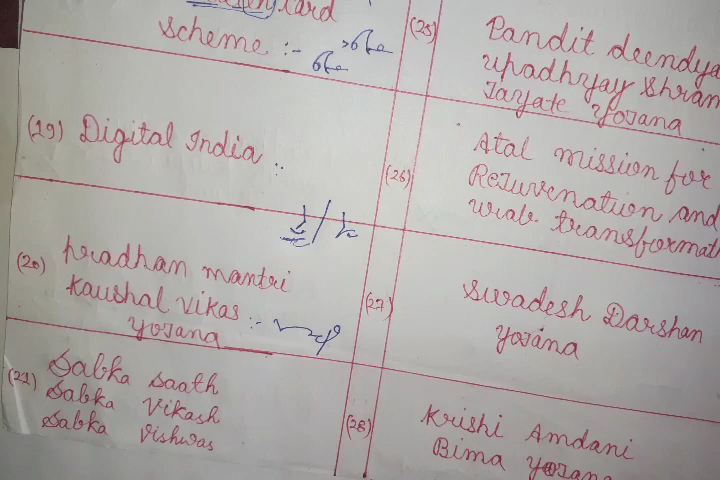 Card
Scheme :-
(19) Digital India :.
(20) Pradhan mantri
Kaushal Vikas
Yojana :-
(21) Sabka Saath
Sabka Vikash
Sabka Vishwas
(25) Pandit deendya
Upadhyay Shram
Jayate Yojana
(26) Atal mission for
Rejuvenation and
urab transformati
(27) Swadesh Darshan
Yojana
(28) Krishi Amdani
Bima Yojana